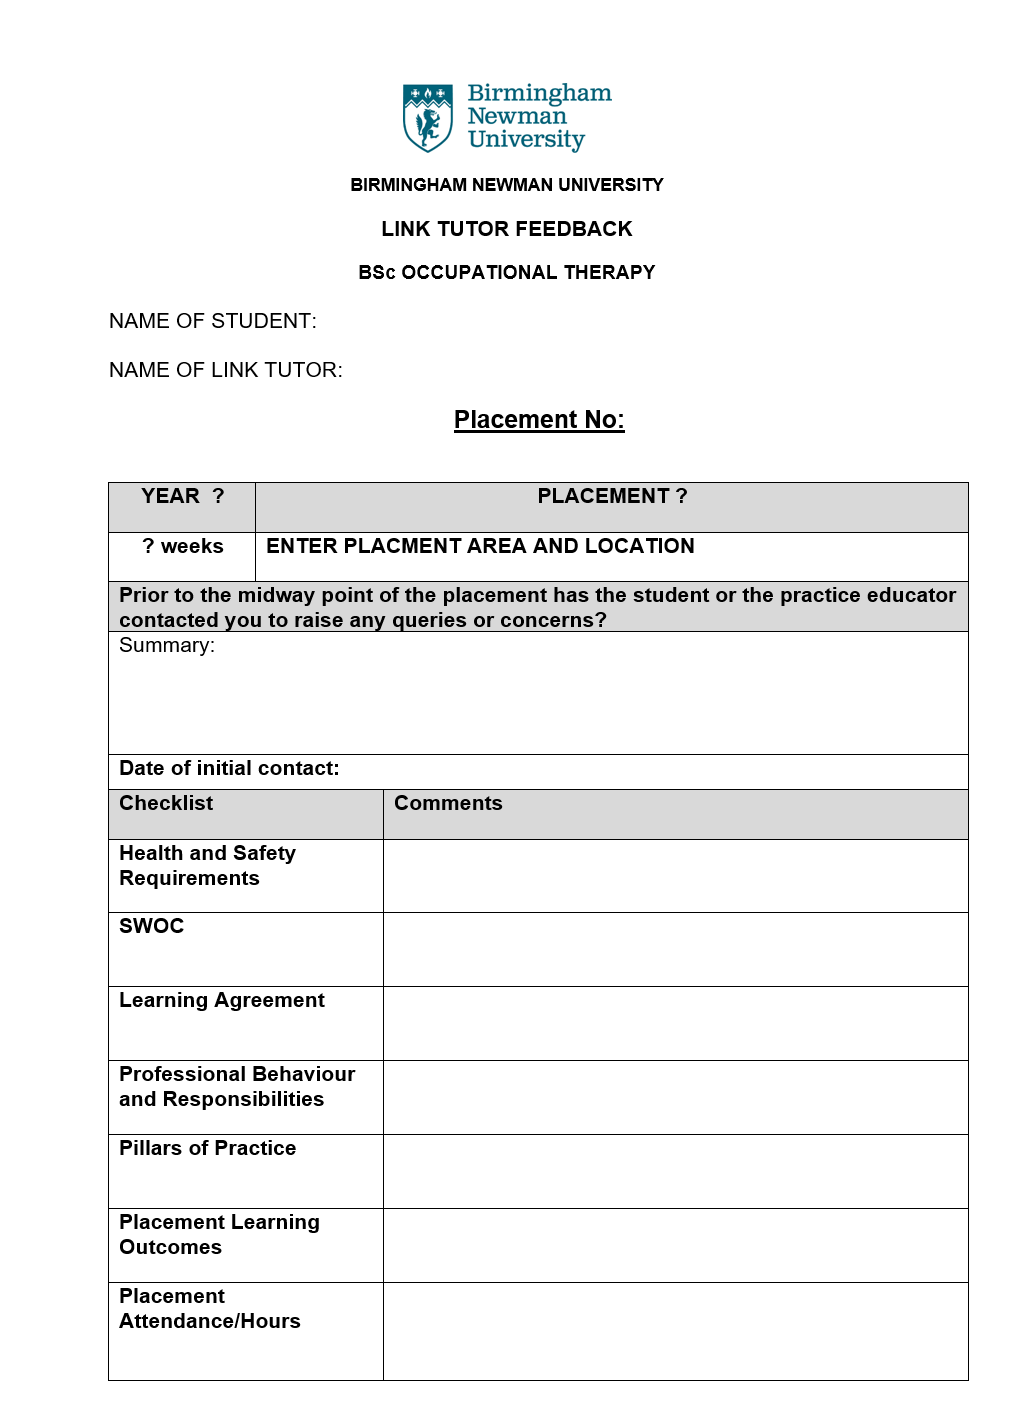 Birmingham
Newman
University
BIRMINGHAM NEWMAN UNIVERSITY
LINK TUTOR FEEDBACK
BSc OCCUPATIONAL THERAPY
NAME OF STUDENT:
NAME OF LINK TUTOR:
Placement No:
YEAR ?
PLACEMENT ?
? weeks
ENTER PLACMENT AREA AND LOCATION
Prior to the midway point of the placement has the student or the practice educator
contacted you to raise any queries or concerns?
Summary:
Date of initial contact:
Checklist
Comments
Health and Safety
Requirements
SWOC
Learning Agreement
Professional Behaviour
and Responsibilities
Pillars of Practice
Placement Learning
Outcomes
Placement
Attendance/Hours